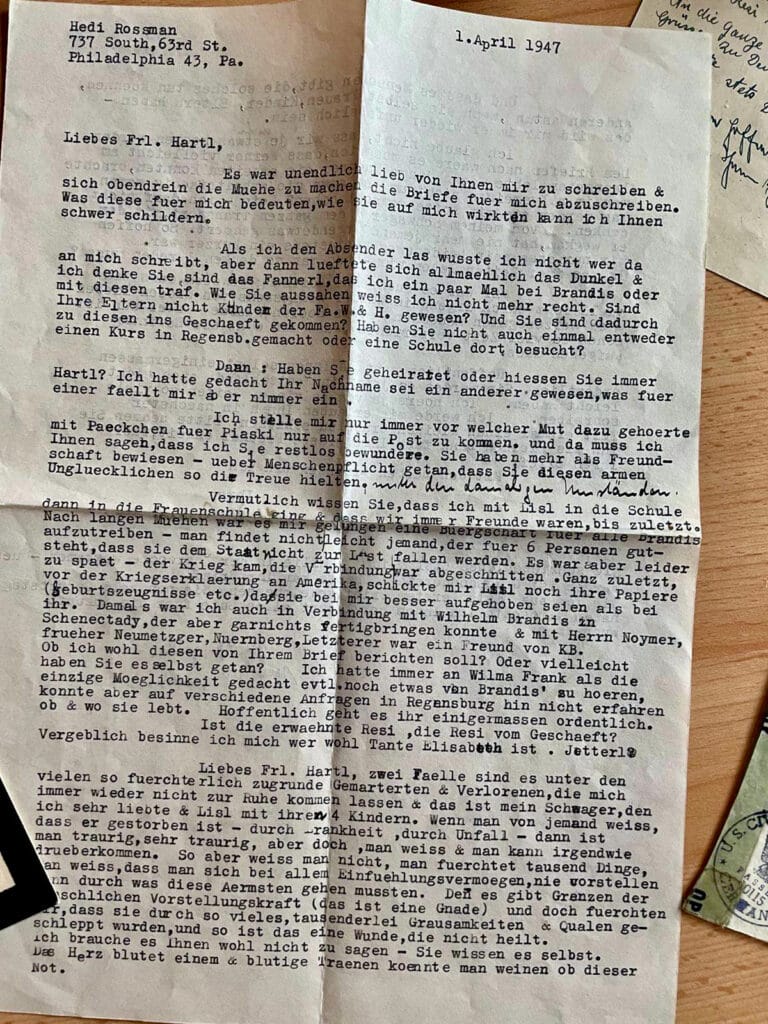 Hedi Rossman
737 South,63rd St.
Philadelphia 43, Pa.
1.April 1947
Liebes Frl. Hartl,
Es war unendlich lieb von Ihnen mir zu schreiben &
sich obendrein die Muehe zu machen die Briefe fuer mich abzuschreiben.
Was diese fuer mich bedeuten,wie sie auf mich wirkten kann ich Ihnen
schwer schildern.
Als ich den Absender las wusste ich nicht wer da
an mich schreibt, aber dann lueftete sich allmaehlich das Dunkel &
ich denke Sie sind das Fannerl,das ich ein paar Mal bei Brandis oder
mit diesen traf. Wie Sie aussahen weiss ich nicht mehr recht. Sind
Ihre Eltern nicht Kunden der Fa.W.& H. gewesen? Und Sie sind dadurch
zu diesen ins Geschaeft gekommen? Haben Sie nicht auch einmal entweder
einen Kurs in Regensb.gemacht oder eine Schule dort besucht?
Dann : Haben Sie geheiratet oder hiessen Sie immer
Hartl? Ich hatte gedacht Ihr Nachname sei ein anderer gewesen,was fuer
einer faellt mir aber nimmer ein.
Ich stelle mir nur immer vor welcher Mut dazu gehoerte
mit Paeckchen fuer Piaski nur auf die Post zu kommen. und da muss ich
Ihnen sagen,dass ich Sie restlos bewundere. Sie haben mehr als Freund-
schaft bewiesen - ueber Menschenpflicht getan,dass Sie diesen armen
Ungluecklichen so die Treue hielten, unter den damaligen Umständen.
Vermutlich wissen Sie,dass ich mit Lisl in die Schule
dann in die Frauenschule ging & dass wir immer Freunde waren,bis zuletzt.
Nach langen Muehen war es mir gelungen eine Buergschaft fuer alle Brandis
aufzutreiben - man findet nichtleicht jemand,der fuer 6 Personen gut-
steht,dass sie dem Staat nicht zur Last fallen werden. Es war aber leider
zu spaet - der Krieg kam,die Verbindung war abgeschnitten .Ganz zuletzt,
vor der Kriegserklaerung an Amerika,schickte mir Lisl noch ihre Papiere
(geburtszeugnisse etc.)da sie bei mir besser aufgehoben seien als bei
ihr. Damals war ich auch in Verbindung mit Wilhelm Brandis in
Schenectady,der aber garnichts fertigbringen konnte & mit Herrn Noymer,
frueher Neumetzger,Nuernberg,Letzterer war ein Freund von KB.
Ob ich wohl diesen von Ihrem Brief berichten soll? Oder vielleicht
haben Sie esselbst getan? Ich hatte immer an Wilma Frank als die
einzige Moeglichkeit gedacht evtl.noch etwas von Brandis' zu hoeren,
konnte aber auf verschiedene Anfragen in Regensburg hin nicht erfahren
ob & wo sie lebt. Hoffentlich geht es ihr einigermassen ordentlich.
Ist die erwaehnte Resi ,die Resi vom Geschaeft?
Vergeblich besinne ich mich wer wohl Tante Elisabeth ist . Jetterl?
Liebes Frl. Hartl, zwei Faelle sind es unter den
vielen so fuerchterlich zugrunde Gemarterten & Verlorenen,die mich
immer wieder nicht zur Ruhe kommen lassen & das ist mein Schwager,den
ich sehr liebte & Lisl mit ihren 4 Kindern. Wenn man von jemand weiss,
dass er gestorben ist - durch Krankheit ,durch Unfall - dann ist
man traurig,sehr traurig, aber doch ,man weiss & man kann irgendwie
drueberkommen. So aber weiss man nicht, man fuerchtet tausend Dinge,
man weiss,dass man sich bei allem Einfuehlungsvermoegen,nie vorstellen
kann durch was diese Aermsten gehen mussten. Den es gibt Grenzen der
menschlichen Vorstellungskraft (das ist eine Gnade) und doch fuerchten
wir,dass sie durch so vieles,tausenderlei Grausamkeiten & Qualen ge-
schleppt wurden,und so ist das eine Wunde,die nicht heilt.
Ich brauche es Ihnen wohl nicht zu sagen - Sie wissen es selbst.
Das Herz blutet einem & blutige Traenen koennte man weinen ob dieser
Not.
An die ganze
stets
U.S. C